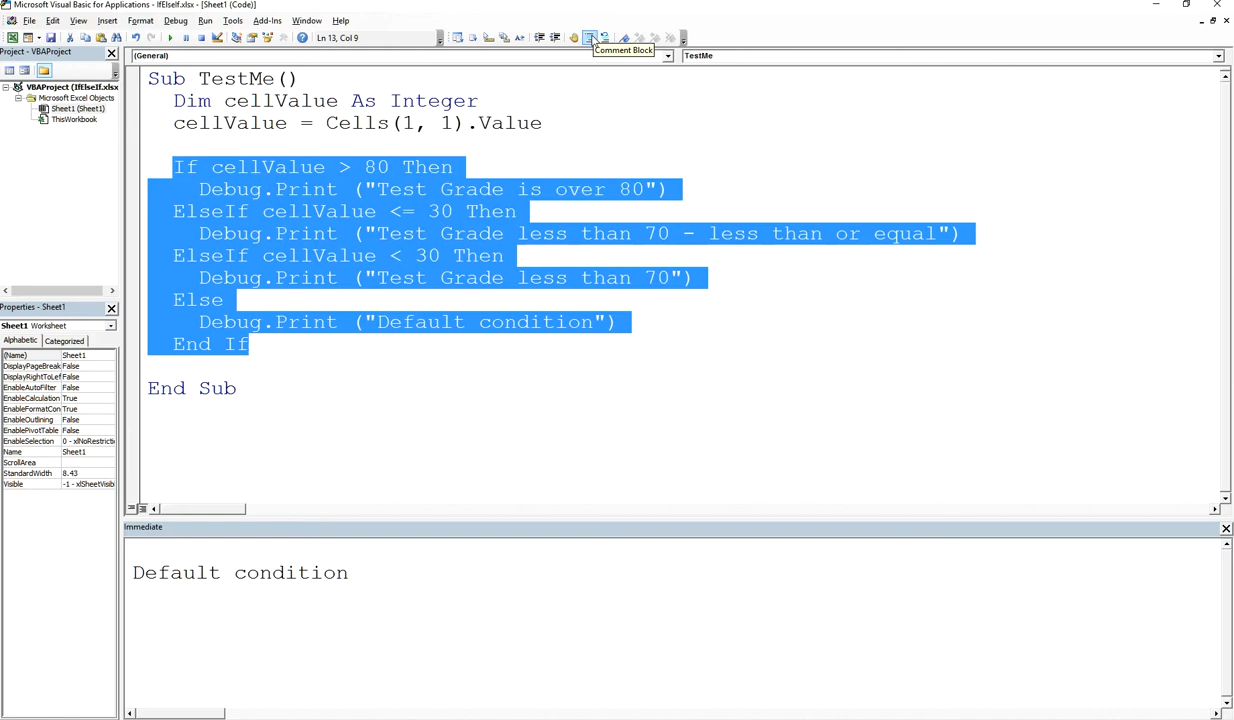 Microsoft Visual Basic for Applications - IfElseIf.xlsx - [Sheet1 (Code)]
File Edit View Insert Format Debug Run Tools Add-Ins Window Help
Ln 13, Col 9
Comment Block
Project - VBAProject
(General)
TestMe
VBAProject (IfElseIf.xlsx
Microsoft Excel Objects
Sheet1 (Sheet1)
ThisWorkbook
Sub TestMe()
Dim cellValue As Integer
cellValue = Cells(1, 1).Value
If cellValue > 80 Then
Debug.Print ("Test Grade is over 80")
ElseIf cellValue <= 30 Then
Debug.Print ("Test Grade less than 70 - less than or equal")
ElseIf cellValue < 30 Then
Debug.Print ("Test Grade less than 70")
Else
Debug.Print ("Default condition")
End If
End Sub
Properties - Sheet1
Sheet1 Worksheet
Alphabetic Categorized
(Name) Sheet1
DisplayPageBreak False
DisplayRightToLef False
EnableAutoFilter False
EnableCalculation True
EnableFormatCon True
EnableOutlining False
EnablePivotTable False
EnableSelection 0 - xlNoRestricti
Name Sheet1
ScrollArea
StandardWidth 8.43
Visible -1 - xlSheetVisib
Immediate
Default condition